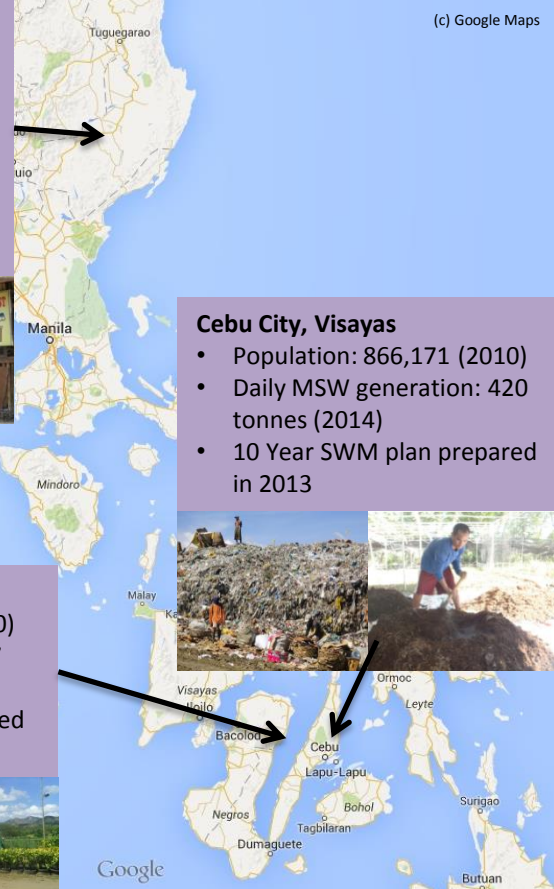 (c) Google Maps
Tuguegarao
uio
Manila
Cebu City, Visayas
• Population: 866,171 (2010)
• Daily MSW generation: 420
tonnes (2014)
• 10 Year SWM plan prepared
in 2013
Mindoro
Malay
0)
ed
Ormoc
Visayas
Iloilo
Leyte
Bacolod
Cebu
Lapu-Lapu
Surigao
Bohol
Negros
Tagbilaran
Dumaguete
Google
Butuan